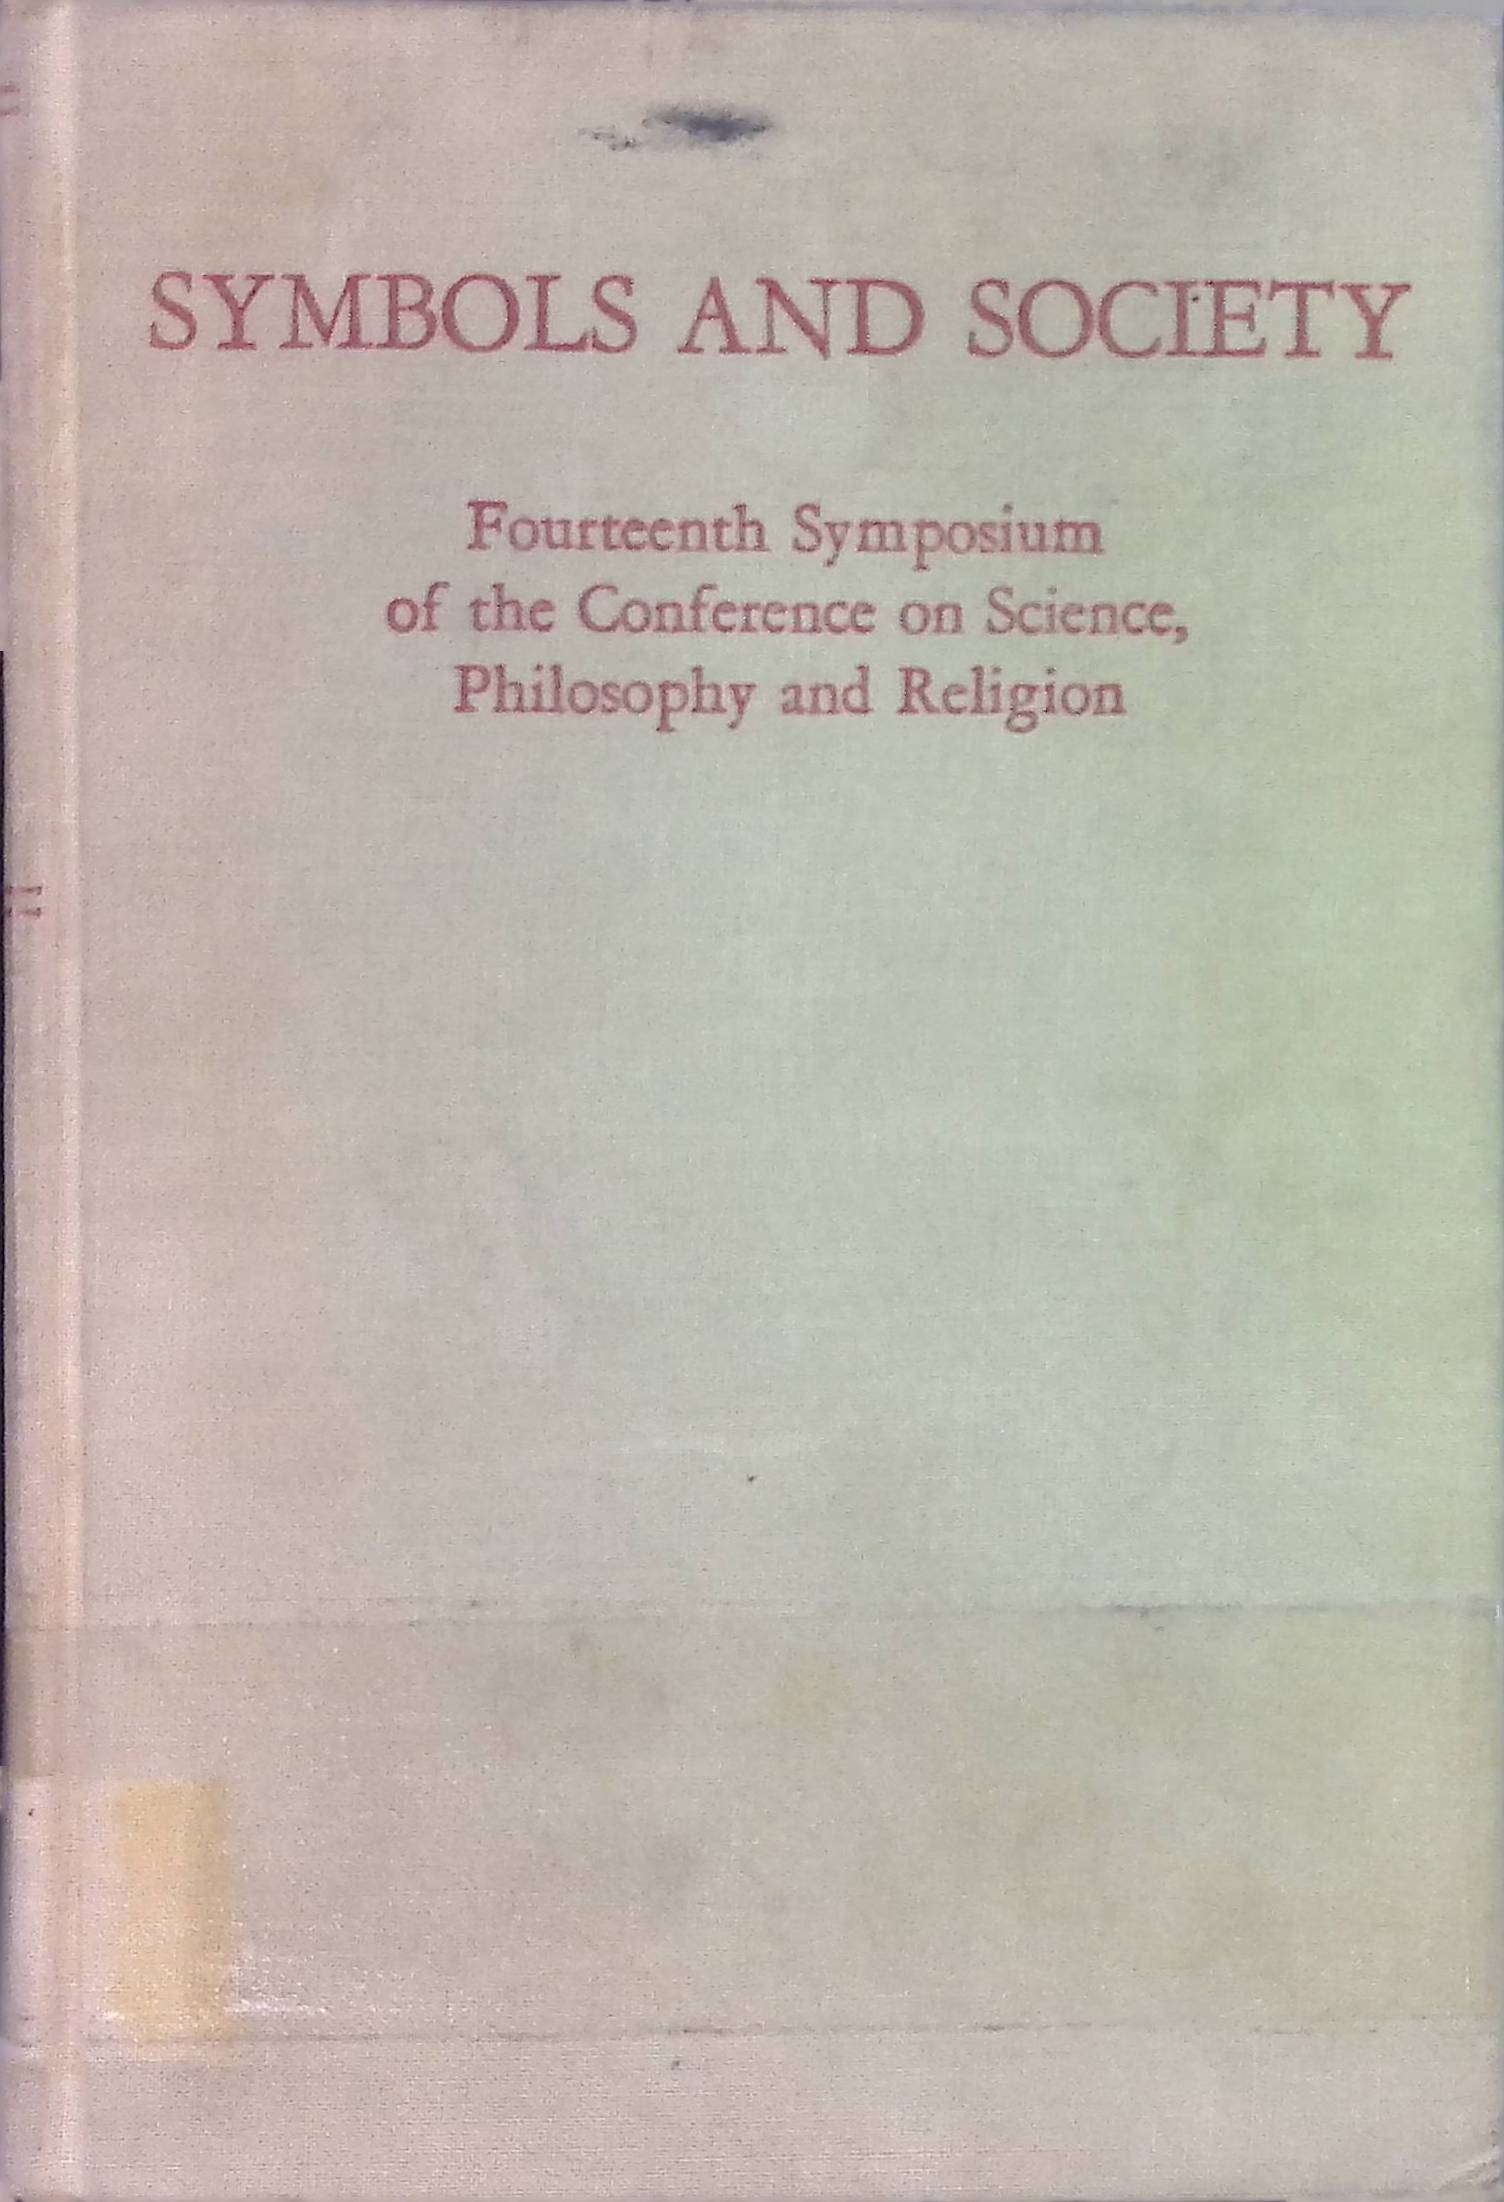 SYMBOLS AND SOCIETY
Fourteenth Symposium
of the Conference on Science,
Philosophy and Religion